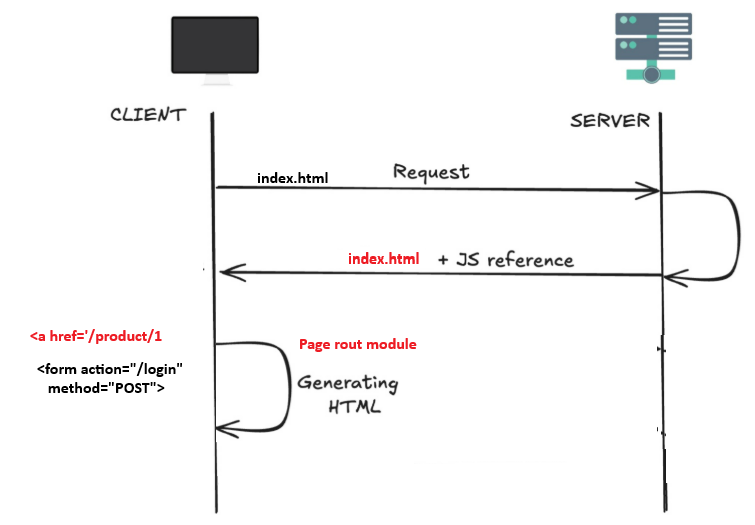 CLIENT
SERVER
index.html
Request
index.html + JS reference
<a href='/product/1
Page rout module
<form action="/login"
method="POST">
Generating
HTML